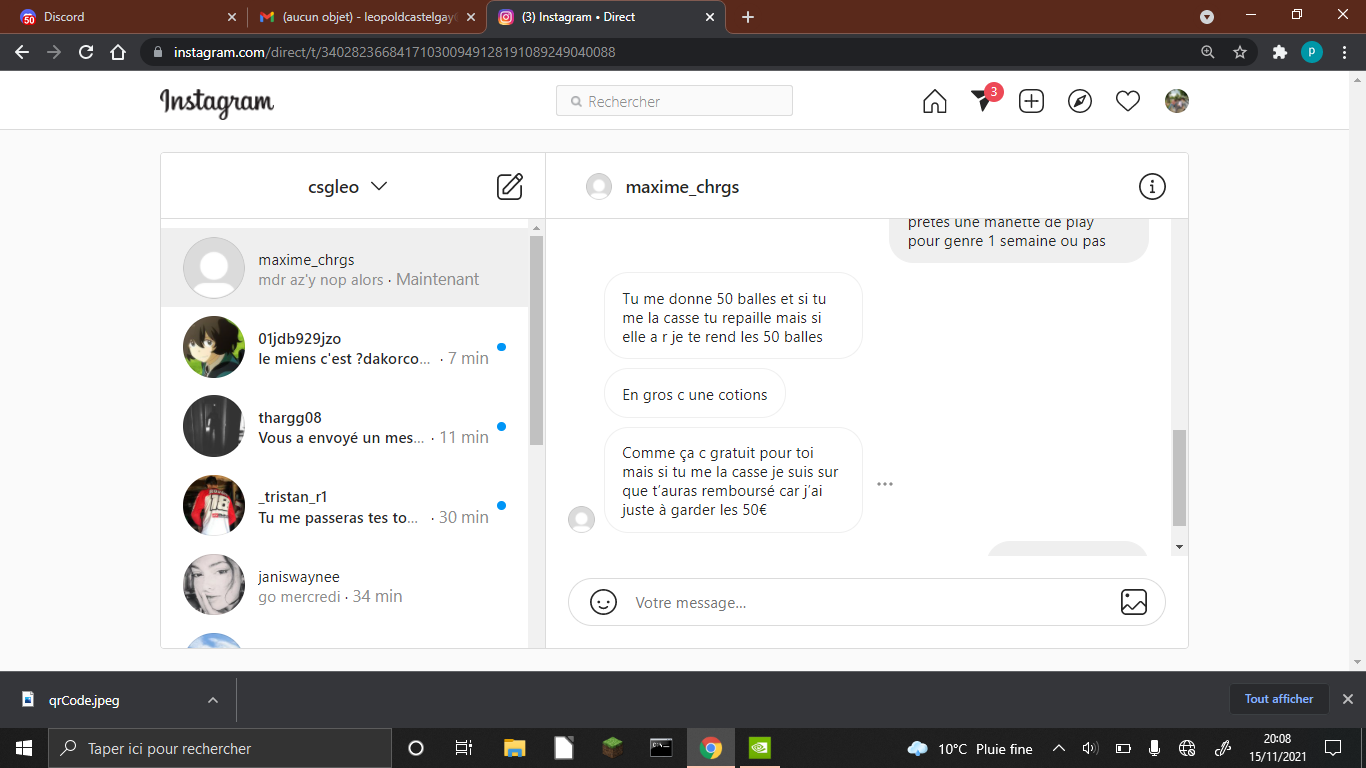 50
Discord
(aucun objet) - leopoldcastelgay
(3) Instagram • Direct
instagram.com/direct/t/340282366841710300949128191089249040088
p
Instagram
Rechercher
3
csgleo
maxime_chrgs
maxime_chrgs
mdr az'y nop alors · Maintenant
01jdb929jzo
le miens c'est ?dakorco... · 7 min
thargg08
Vous a envoyé un mes... · 11 min
_tristan_r1
Tu me passeras tes to... · 30 min
janiswaynee
go mercredi · 34 min
prêtes une manette de play
pour genre 1 semaine ou pas
Tu me donne 50 balles et si tu
me la casse tu repaille mais si
elle a r je te rend les 50 balles
En gros c une cotions
Comme ça c gratuit pour toi
mais si tu me la casse je suis sur
que t'auras remboursé car j'ai
juste à garder les 50€
Votre message...
qrCode.jpeg
Tout afficher
Taper ici pour rechercher
10°C Pluie fine
20:08
15/11/2021